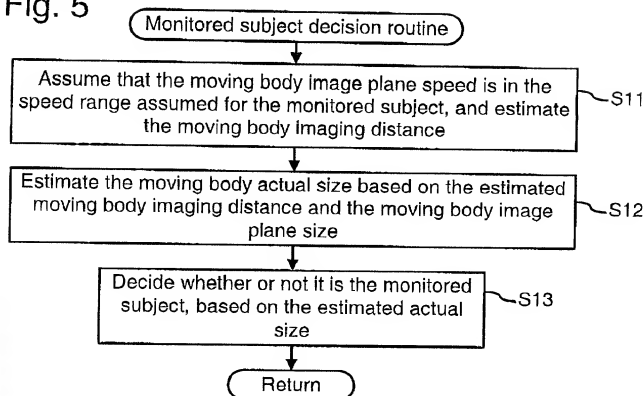 Fig. 5
Monitored subject decision routine
Assume that the moving body image plane speed is in the
speed range assumed for the monitored subject, and estimate
the moving body imaging distance
S11
Estimate the moving body actual size based on the estimated
moving body imaging distance and the moving body image
plane size
S12
Decide whether or not it is the monitored
subject, based on the estimated actual
size
S13
Return